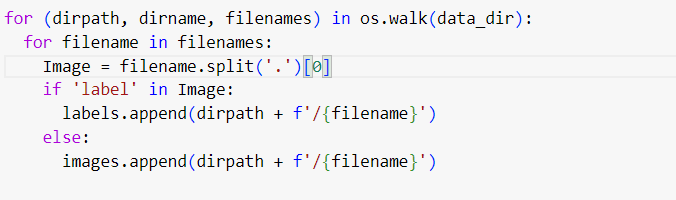 for (dirpath, dirname, filenames) in os.walk(data_dir):
  for filename in filenames:
    Image = filename.split('.')[0]
    if 'label' in Image:
      labels.append(dirpath + f'/{filename}')
    else:
      images.append(dirpath + f'/{filename}')